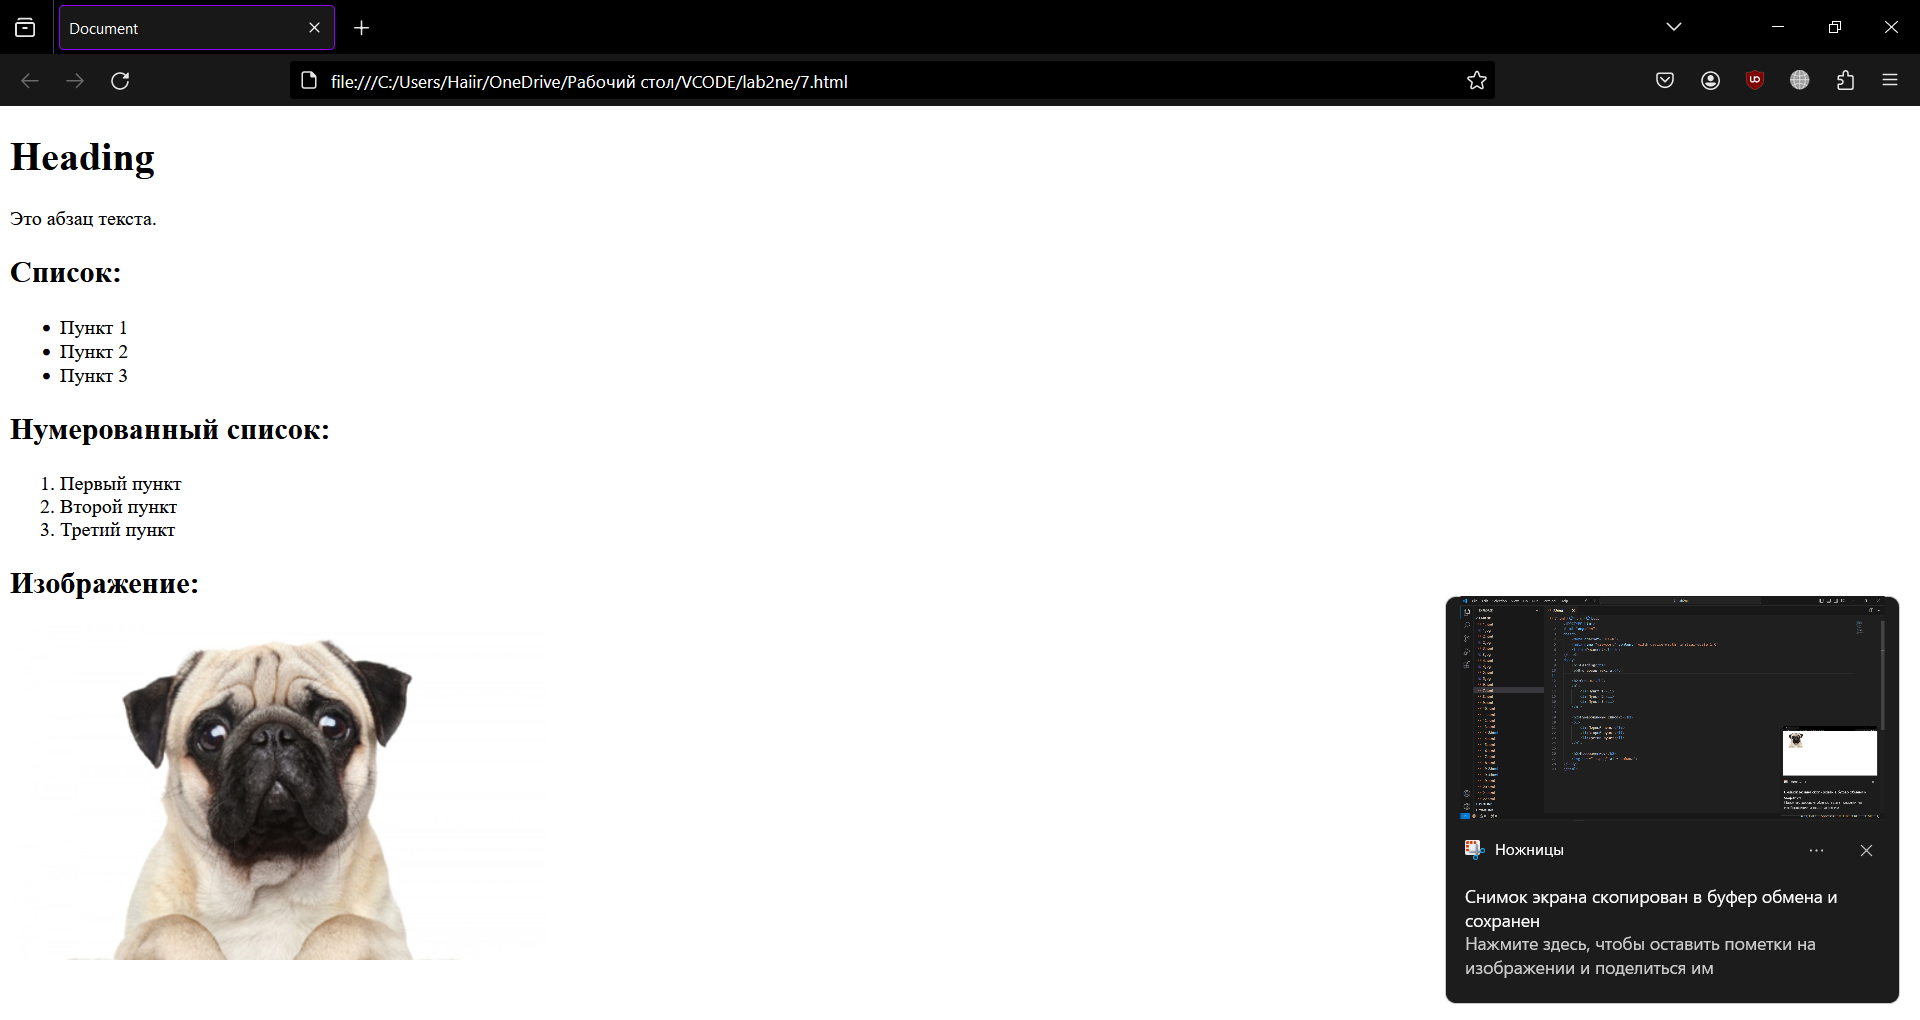 Document
file:///C:/Users/Haiir/OneDrive/Рабочий стол/VCODE/lab2ne/7.html
Heading
Это абзац текста.
Список:
• Пункт 1
• Пункт 2
• Пункт 3
Нумерованный список:
1. Первый пункт
2. Второй пункт
3. Третий пункт
Изображение:
Ножницы
Снимок экрана скопирован в буфер обмена и
сохранен
Нажмите здесь, чтобы оставить пометки на
изображении и поделиться им